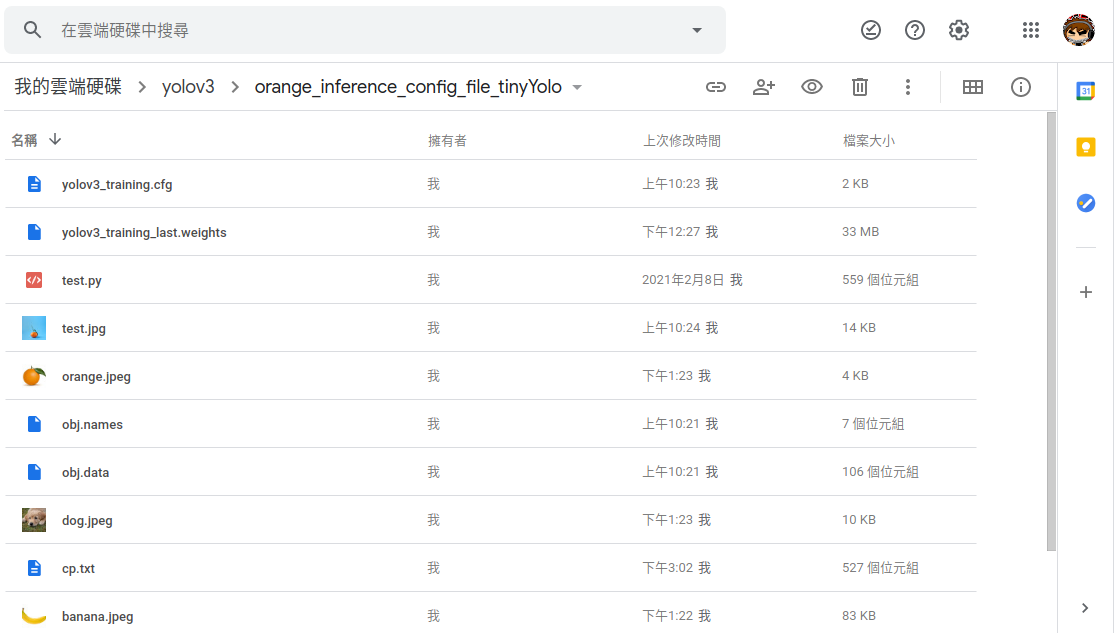 在雲端硬碟中搜尋
我的雲端硬碟 yolov3 orange_inference_config_file_tinyYolo
31
名稱 擁有者 上次修改時間 檔案大小
yolov3_training.cfg 我 上午10:23 我 2 KB
yolov3_training_last.weights 我 下午12:27 我 33 MB
test.py 我 2021年2月8日 我 559 個位元組
test.jpg 我 上午10:24 我 14 KB
orange.jpeg 我 下午1:23 我 4 KB
obj.names 我 上午10:21 我 7 個位元組
obj.data 我 上午10:21 我 106 個位元組
dog.jpeg 我 下午1:23 我 10 KB
cp.txt 我 下午3:02 我 527 個位元組
banana.jpeg 我 下午1:22 我 83 KB